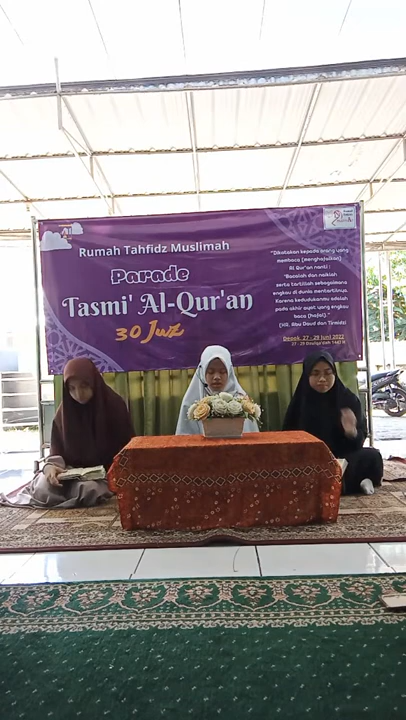 Rumah Tahfidz Muslimah
Parade
Tasmi' Al-Qur'an
30 Juz
"Dikatakan kepada orang yang
membaca (menghafalkan)
Al Qur'an nanti :
"Bacalah dan naiklah
serta tartillah sebagaimana
engkau di dunia mentartilnya.
Karena kedudukanmu adalah
pada akhir ayat yang engkau
baca (hafal)."
(HR. Abu Daud dan Tirmidzi)
Depok, 27 - 29 Juni 2022